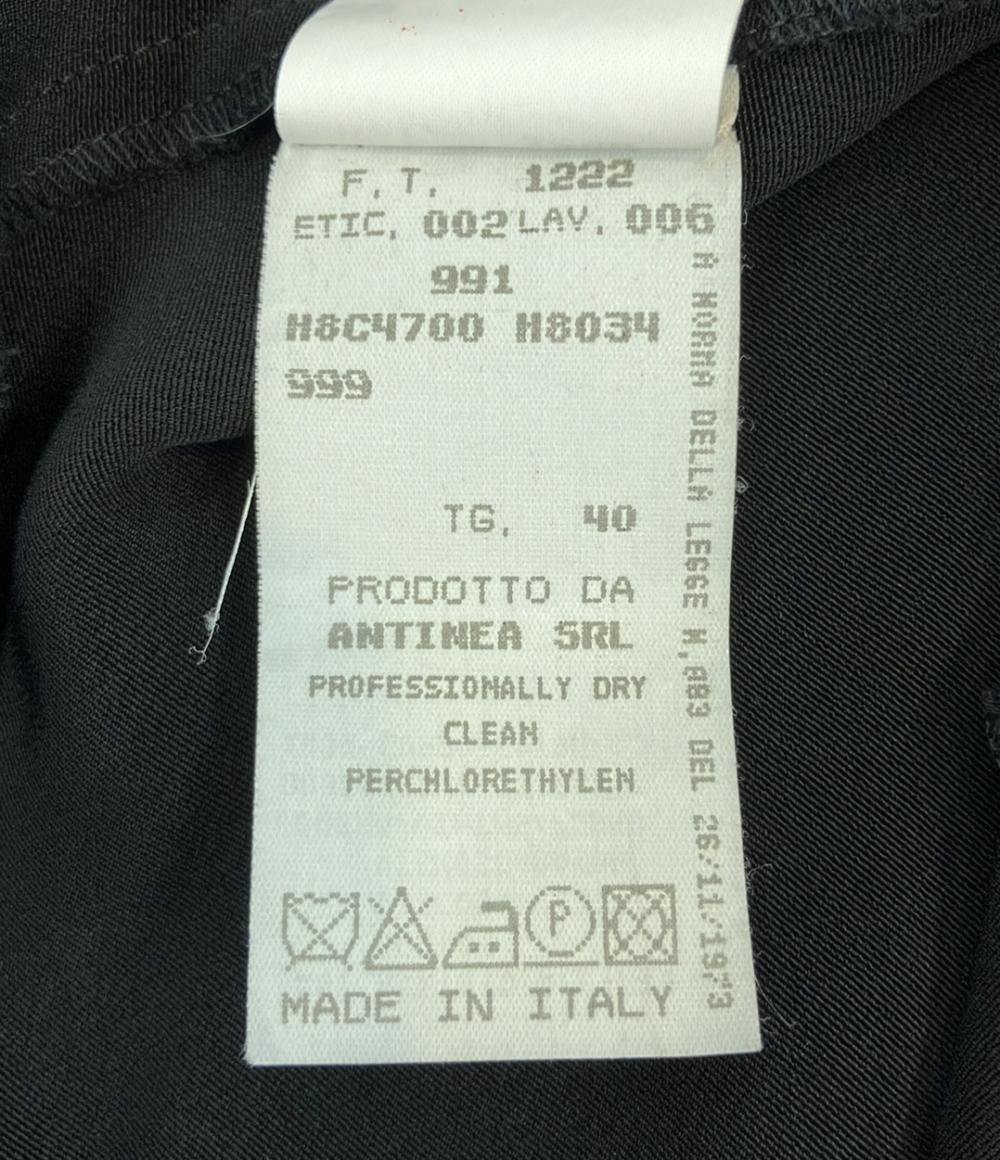 F.T. 1222
ETIC. 002 LAV. 006
991
H8C4700 H8034
999
TG. 40
PRODOTTO DA
ANTINEA SRL
PROFESSIONALLY DRY
CLEAN
PERCHLORETHYLEN
P
MADE IN ITALY
A NORMA DELLA LEGGE N.883 DEL 26/11/1973